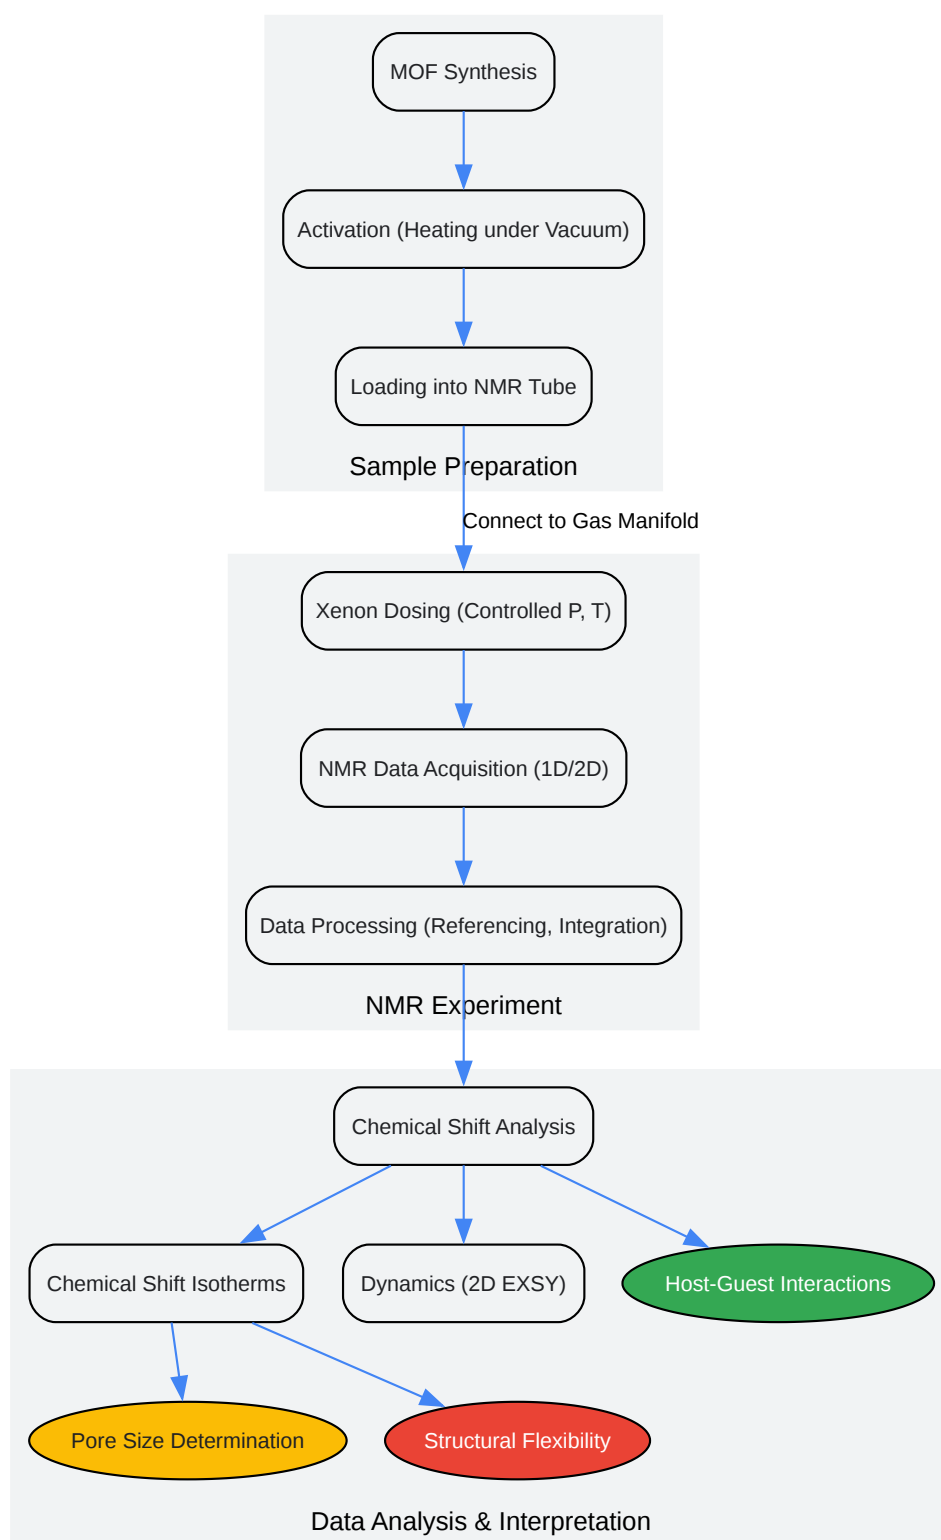 MOF Synthesis
Activation (Heating under Vacuum)
Loading into NMR Tube
Sample Preparation
Connect to Gas Manifold
Xenon Dosing (Controlled P, T)
NMR Data Acquisition (1D/2D)
Data Processing (Referencing, Integration)
NMR Experiment
Chemical Shift Analysis
Chemical Shift Isotherms
Dynamics (2D EXSY)
Host-Guest Interactions
Pore Size Determination
Structural Flexibility
Data Analysis & Interpretation